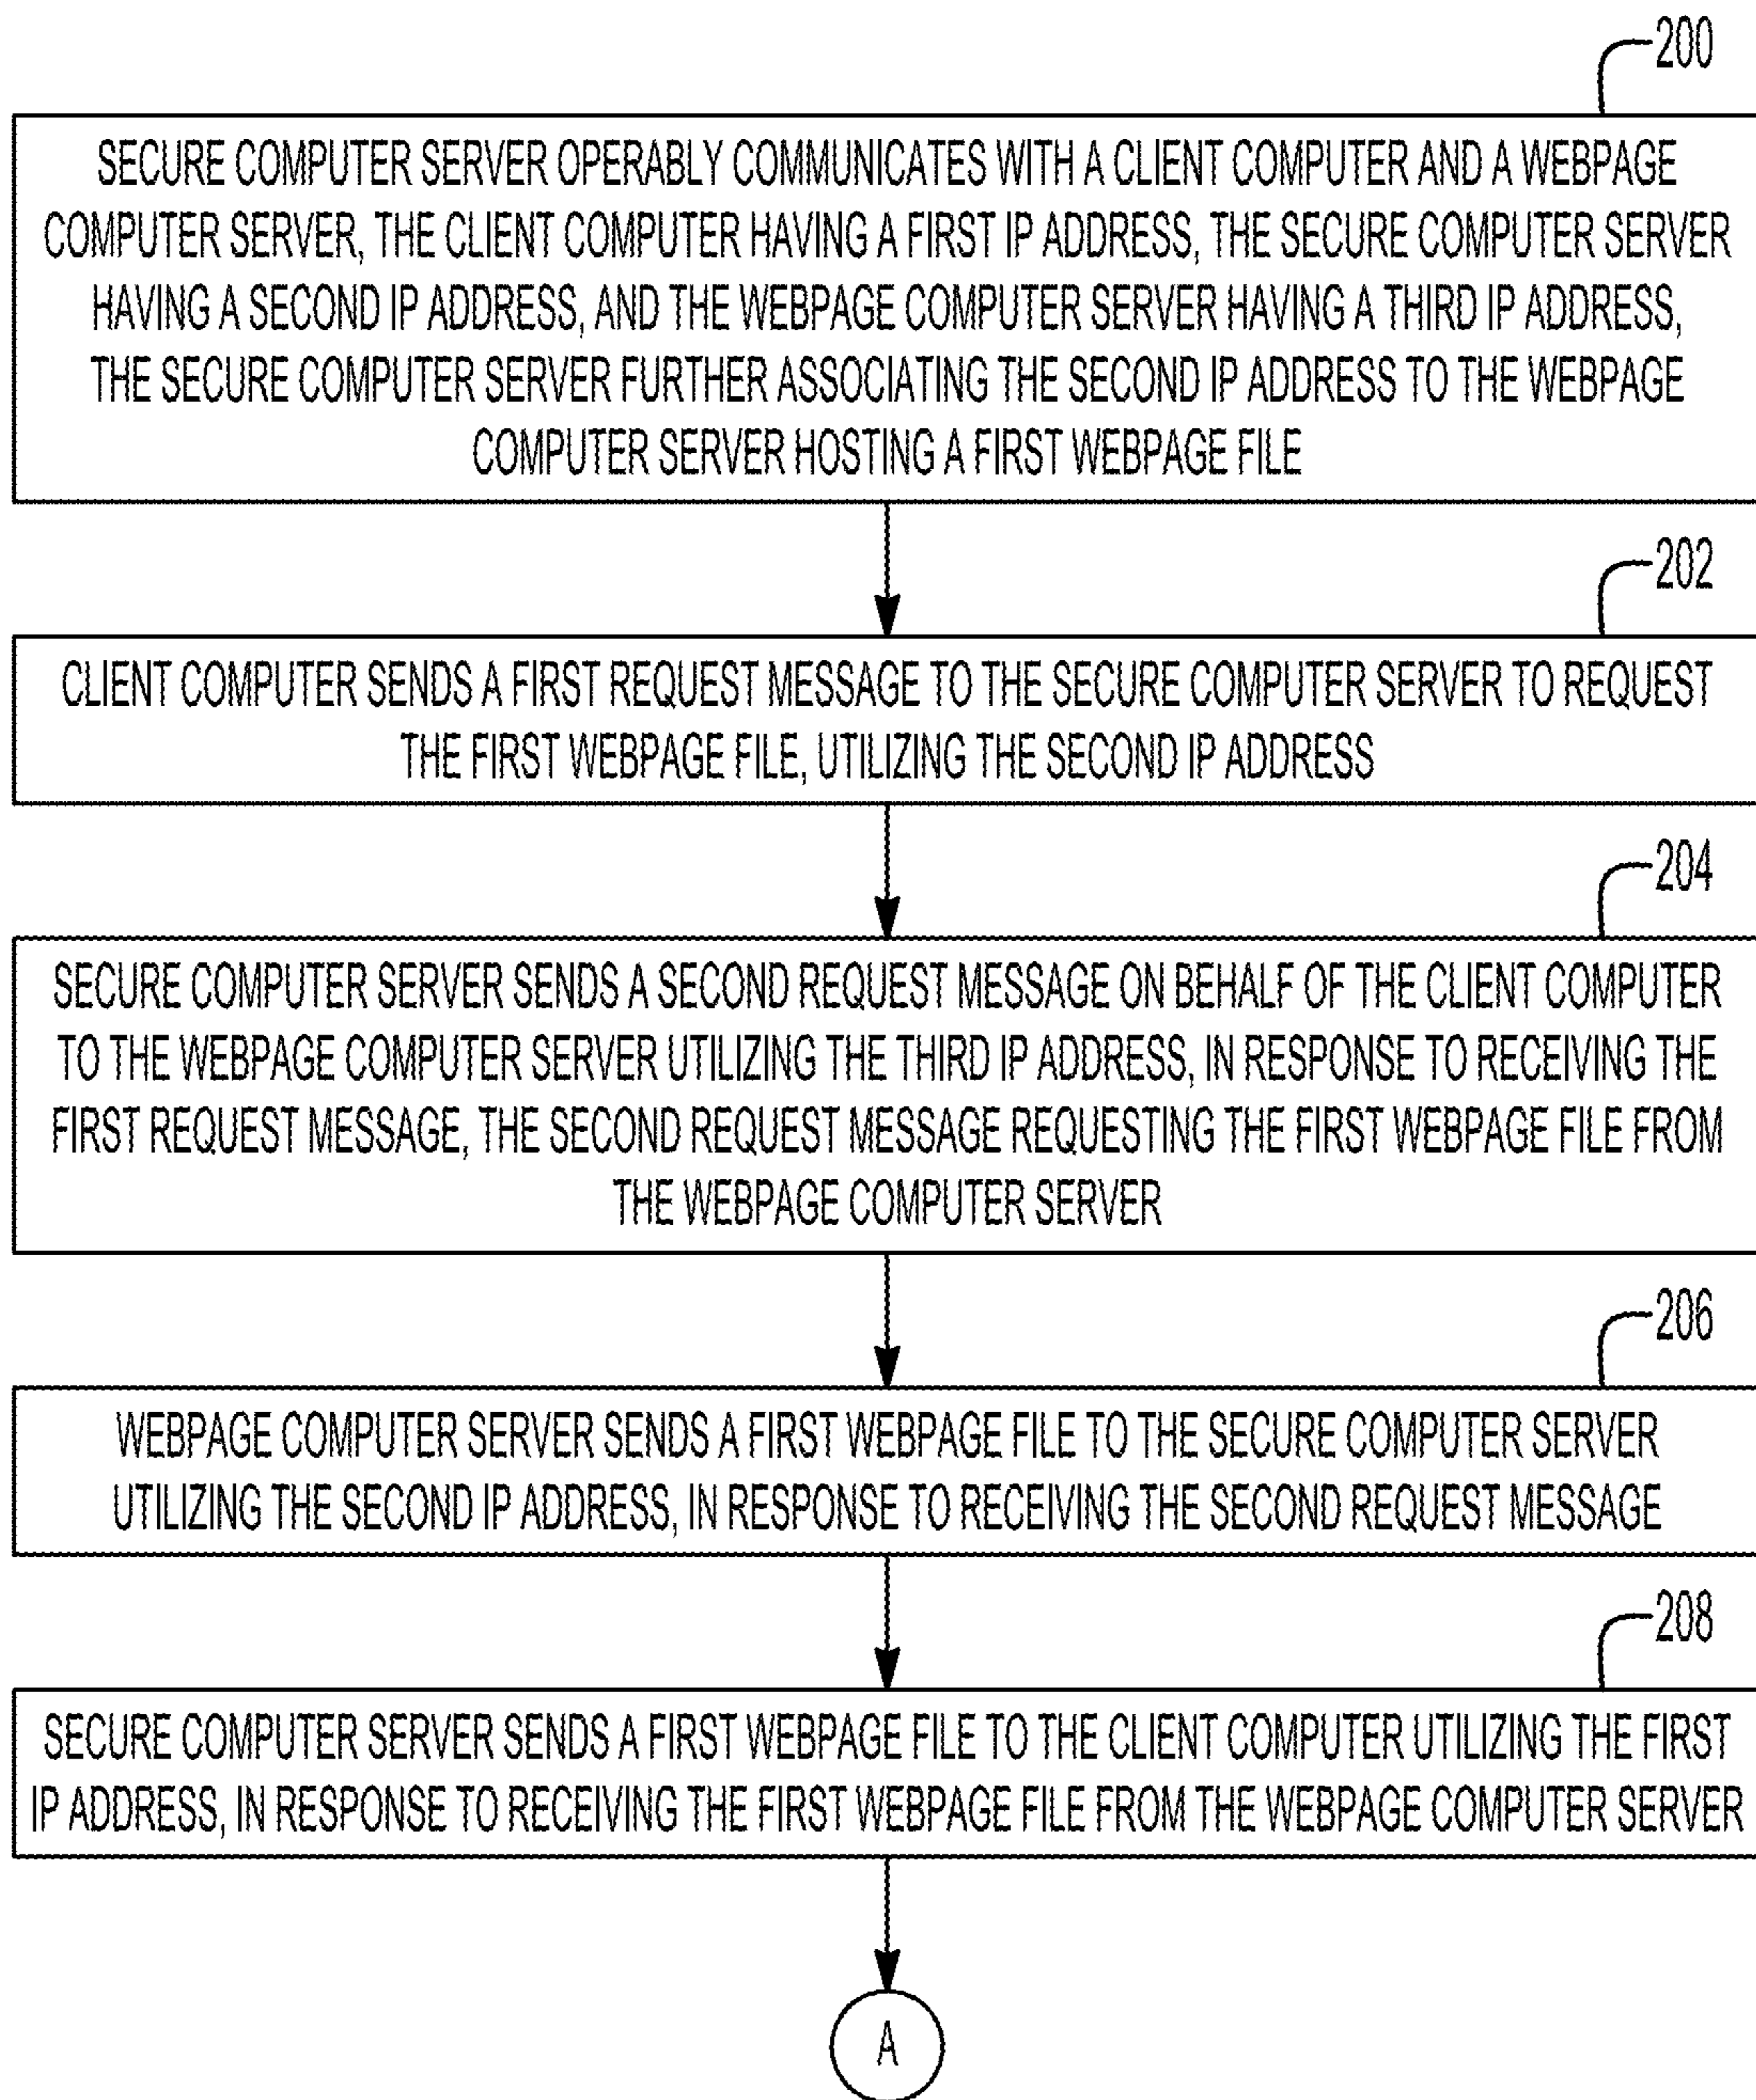 200
SECURE COMPUTER SERVER OPERABLY COMMUNICATES WITH A CLIENT COMPUTER AND A WEBPAGE
COMPUTER SERVER, THE CLIENT COMPUTER HAVING A FIRST IP ADDRESS, THE SECURE COMPUTER SERVER
HAVING A SECOND IP ADDRESS, AND THE WEBPAGE COMPUTER SERVER HAVING A THIRD IP ADDRESS,
THE SECURE COMPUTER SERVER FURTHER ASSOCIATING THE SECOND IP ADDRESS TO THE WEBPAGE
COMPUTER SERVER HOSTING A FIRST WEBPAGE FILE
202
CLIENT COMPUTER SENDS A FIRST REQUEST MESSAGE TO THE SECURE COMPUTER SERVER TO REQUEST
THE FIRST WEBPAGE FILE, UTILIZING THE SECOND IP ADDRESS
204
SECURE COMPUTER SERVER SENDS A SECOND REQUEST MESSAGE ON BEHALF OF THE CLIENT COMPUTER
TO THE WEBPAGE COMPUTER SERVER UTILIZING THE THIRD IP ADDRESS, IN RESPONSE TO RECEIVING THE
FIRST REQUEST MESSAGE, THE SECOND REQUEST MESSAGE REQUESTING THE FIRST WEBPAGE FILE FROM
THE WEBPAGE COMPUTER SERVER
206
WEBPAGE COMPUTER SERVER SENDS A FIRST WEBPAGE FILE TO THE SECURE COMPUTER SERVER
UTILIZING THE SECOND IP ADDRESS, IN RESPONSE TO RECEIVING THE SECOND REQUEST MESSAGE
208
SECURE COMPUTER SERVER SENDS A FIRST WEBPAGE FILE TO THE CLIENT COMPUTER UTILIZING THE FIRST
IP ADDRESS, IN RESPONSE TO RECEIVING THE FIRST WEBPAGE FILE FROM THE WEBPAGE COMPUTER SERVER
A